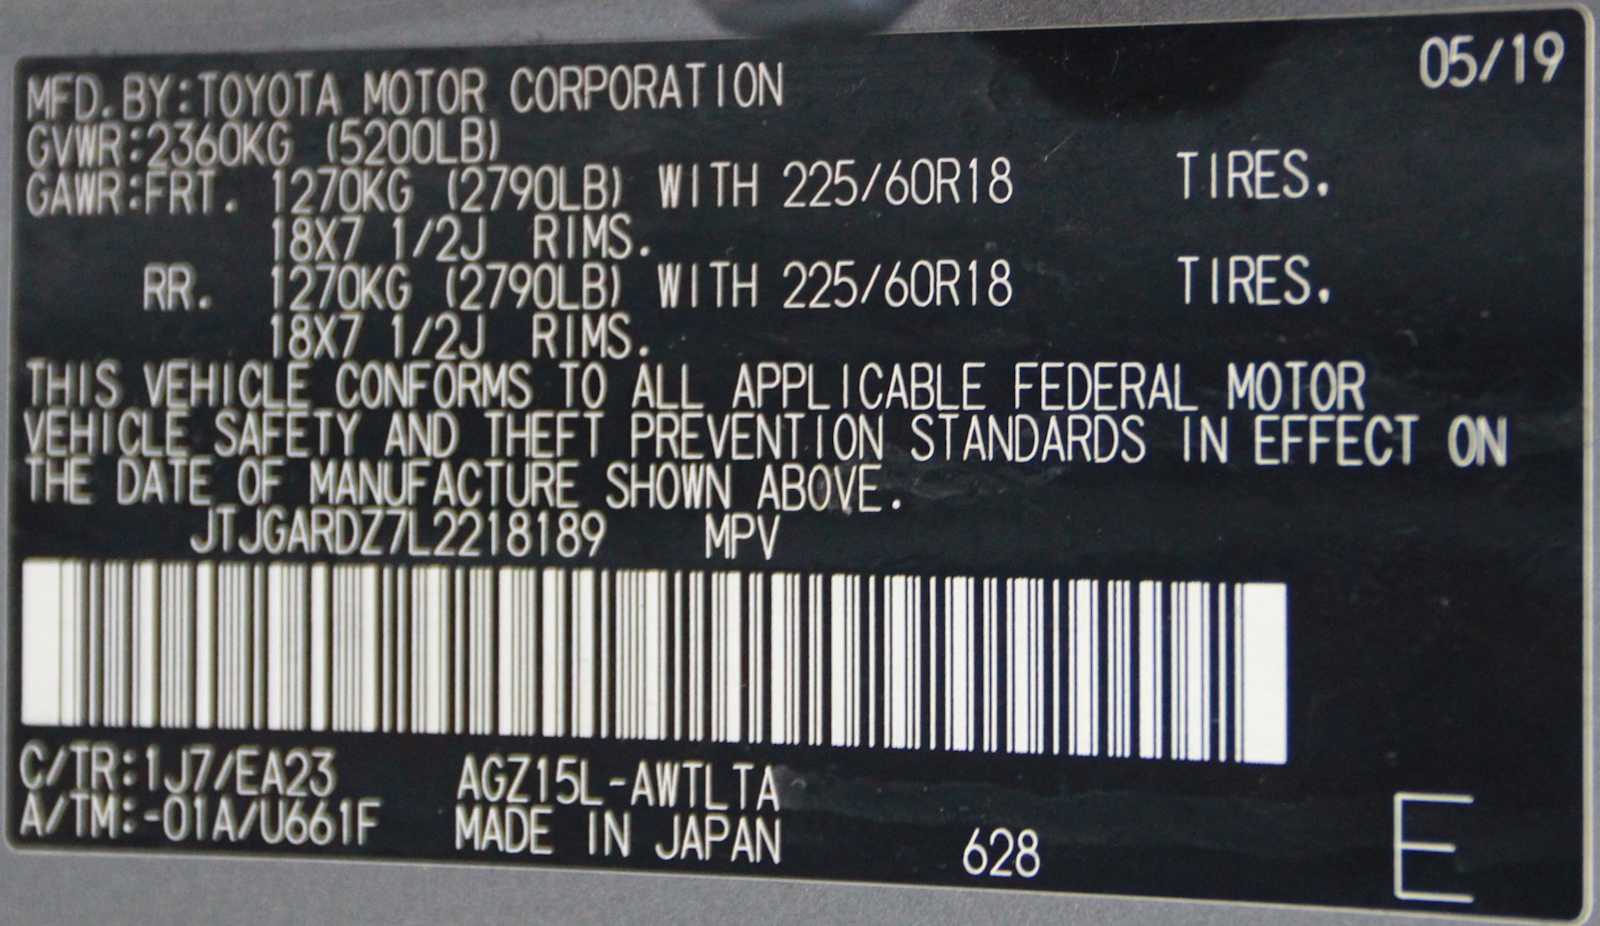 05/19
MFD.BY:TOYOTA MOTOR CORPORATION
GVWR:2360KG (5200LB)
GAWR:FRT. 1270KG (2790LB) WITH 225/60R18 TIRES.
18X7 1/2J RIMS.
RR. 1270KG (2790LB) WITH 225/60R18 TIRES.
18X7 1/2J RIMS.
THIS VEHICLE CONFORMS TO ALL APPLICABLE FEDERAL MOTOR
VEHICLE SAFETY AND THEFT PREVENTION STANDARDS IN EFFECT ON
THE DATE OF MANUFACTURE SHOWN ABOVE.
JTJGARDZ7L2218189 MPV
C/TR:1J7/EA23 AGZ15L-AWTLTA
A/TM:-01A/U661F MADE IN JAPAN 628 E